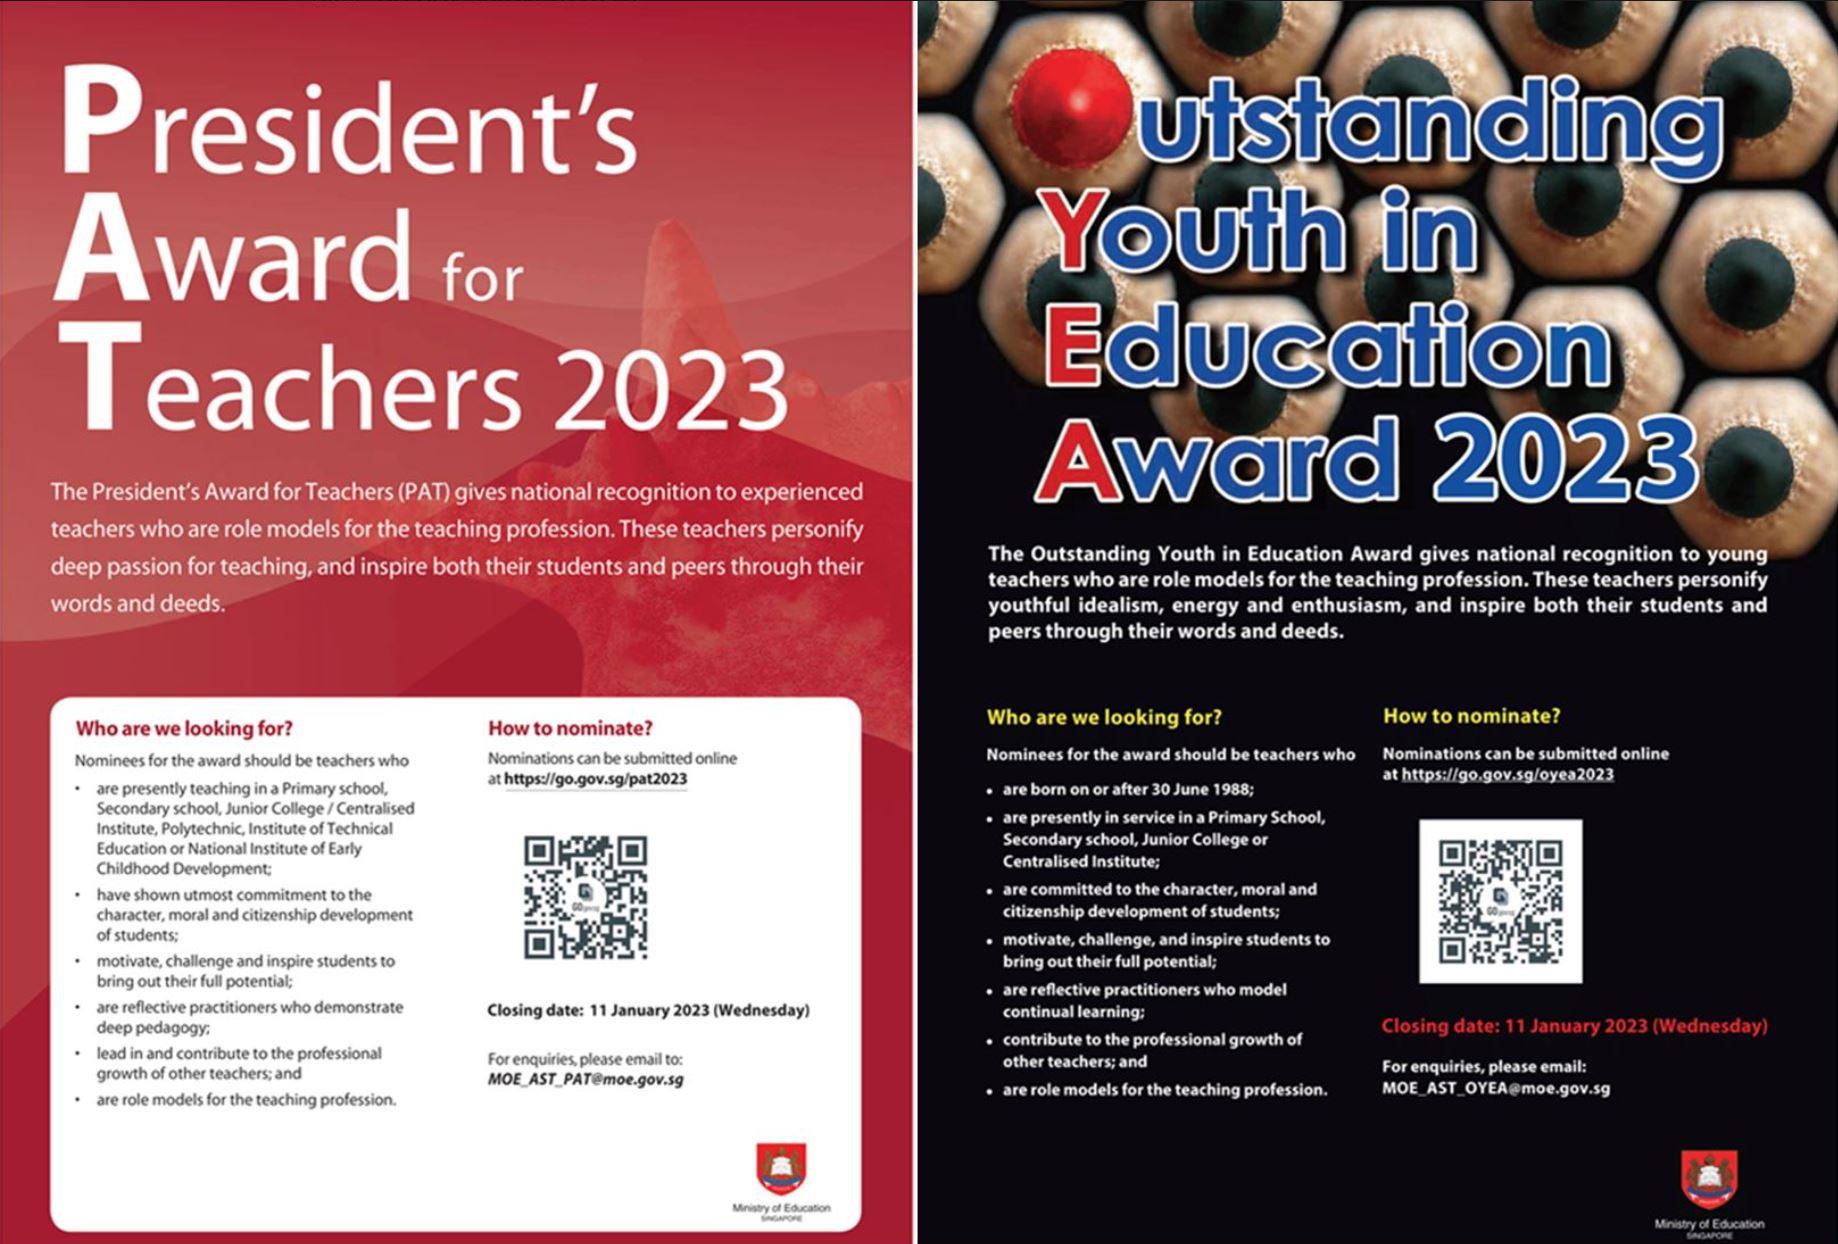 President's
Award for
Teachers 2023
The President's Award for Teachers (PAT) gives national recognition to experienced
teachers who are role models for the teaching profession. These teachers personify
deep passion for teaching, and inspire both their students and peers through their
words and deeds.
Who are we looking for?
Nominees for the award should be teachers who
• are presently teaching in a Primary school,
Secondary school, Junior College / Centralised
Institute, Polytechnic, Institute of Technical
Education or National Institute of Early
Childhood Development;
• have shown utmost commitment to the
character, moral and citizenship development
of students;
• motivate, challenge and inspire students to
bring out their full potential;
• are reflective practitioners who demonstrate
deep pedagogy;
• lead in and contribute to the professional
growth of other teachers; and
• are role models for the teaching profession.
How to nominate?
Nominations can be submitted online
at https://go.gov.sg/pat2023
GO.gov.sg
Closing date: 11 January 2023 (Wednesday)
For enquiries, please email to:
MOE_AST_PAT@moe.gov.sg
Ministry of Education
SINGAPORE
Outstanding
Youth in
Education
Award 2023
The Outstanding Youth in Education Award gives national recognition to young
teachers who are role models for the teaching profession. These teachers personify
youthful idealism, energy and enthusiasm, and inspire both their students and
peers through their words and deeds.
Who are we looking for?
Nominees for the award should be teachers who
• are born on or after 30 June 1988;
• are presently in service in a Primary School,
Secondary school, Junior College or
Centralised Institute;
• are committed to the character, moral and
citizenship development of students;
• motivate, challenge, and inspire students to
bring out their full potential;
• are reflective practitioners who model
continual learning;
• contribute to the professional growth of
other teachers; and
• are role models for the teaching profession.
How to nominate?
Nominations can be submitted online
at https://go.gov.sg/oyea2023
GO.gov.sg
Closing date: 11 January 2023 (Wednesday)
For enquiries, please email:
MOE_AST_OYEA@moe.gov.sg
Ministry of Education
SINGAPORE